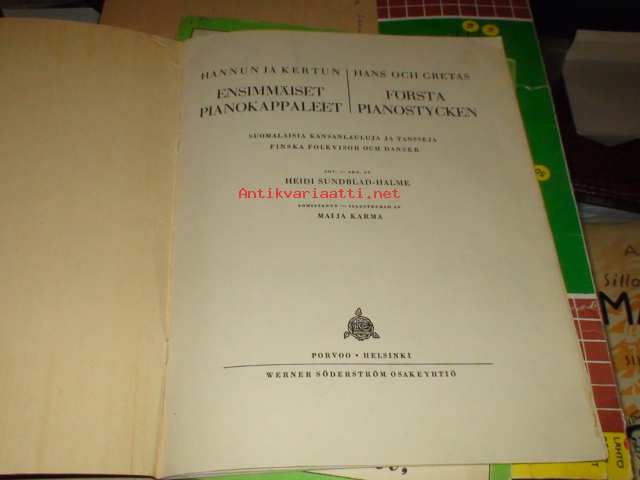 HANNUN JA KERTUN
ENSIMMÄISET
PIANOKAPPALEET
HANS OCH GRETAS
FÖRSTA
PIANOSTYCKEN
SUOMALAISIA KANSANLAULUJA JA TANSSEJA
FINSKA FOLKVISOR OCH DANSER
HEIDI SUNDBLAD-HALME
Antikvariaatti.net
MAIJA KARMA
PORVOO • HELSINKI
WERNER SÖDERSTRÖM OSAKEYHTIÖ
LÄHTÖ